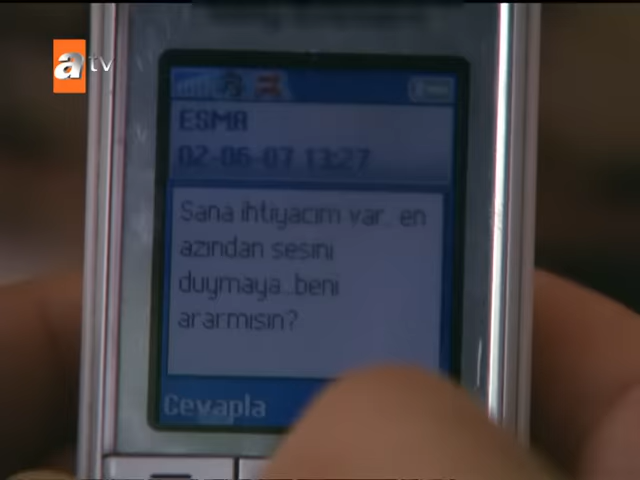 atv
ESMA
02-06-07 13:27
Sana ihtiyacım var.. en
azından sesini
duymaya..beni
ararmısın?
Cevapla